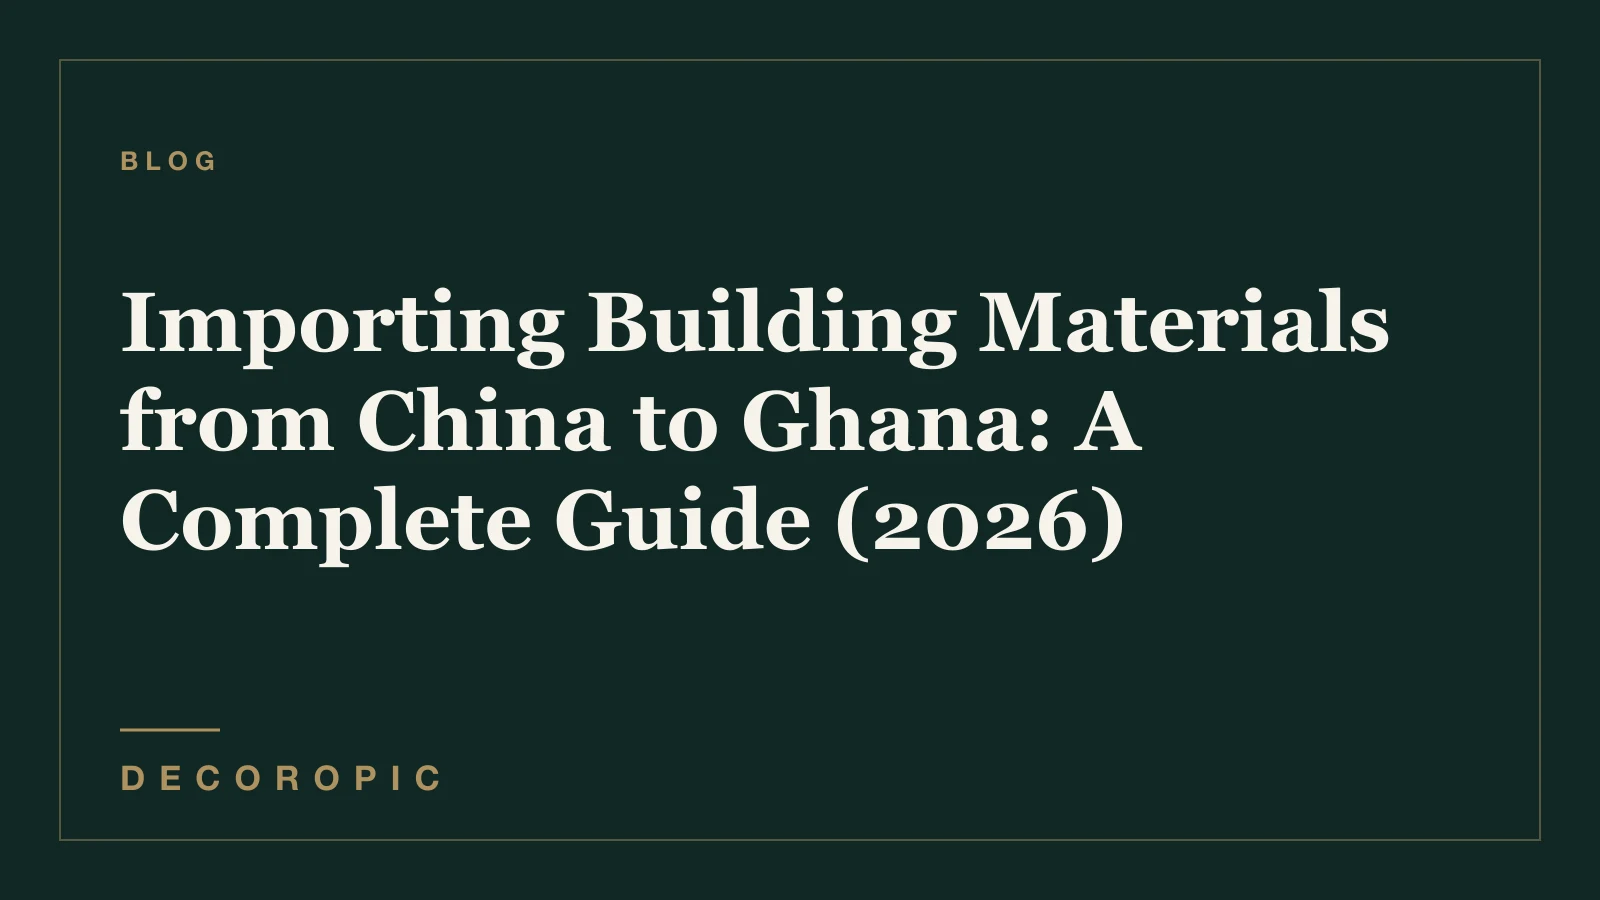 BLOG
Importing Building Materials
from China to Ghana: A
Complete Guide (2026)
DECOROPIC